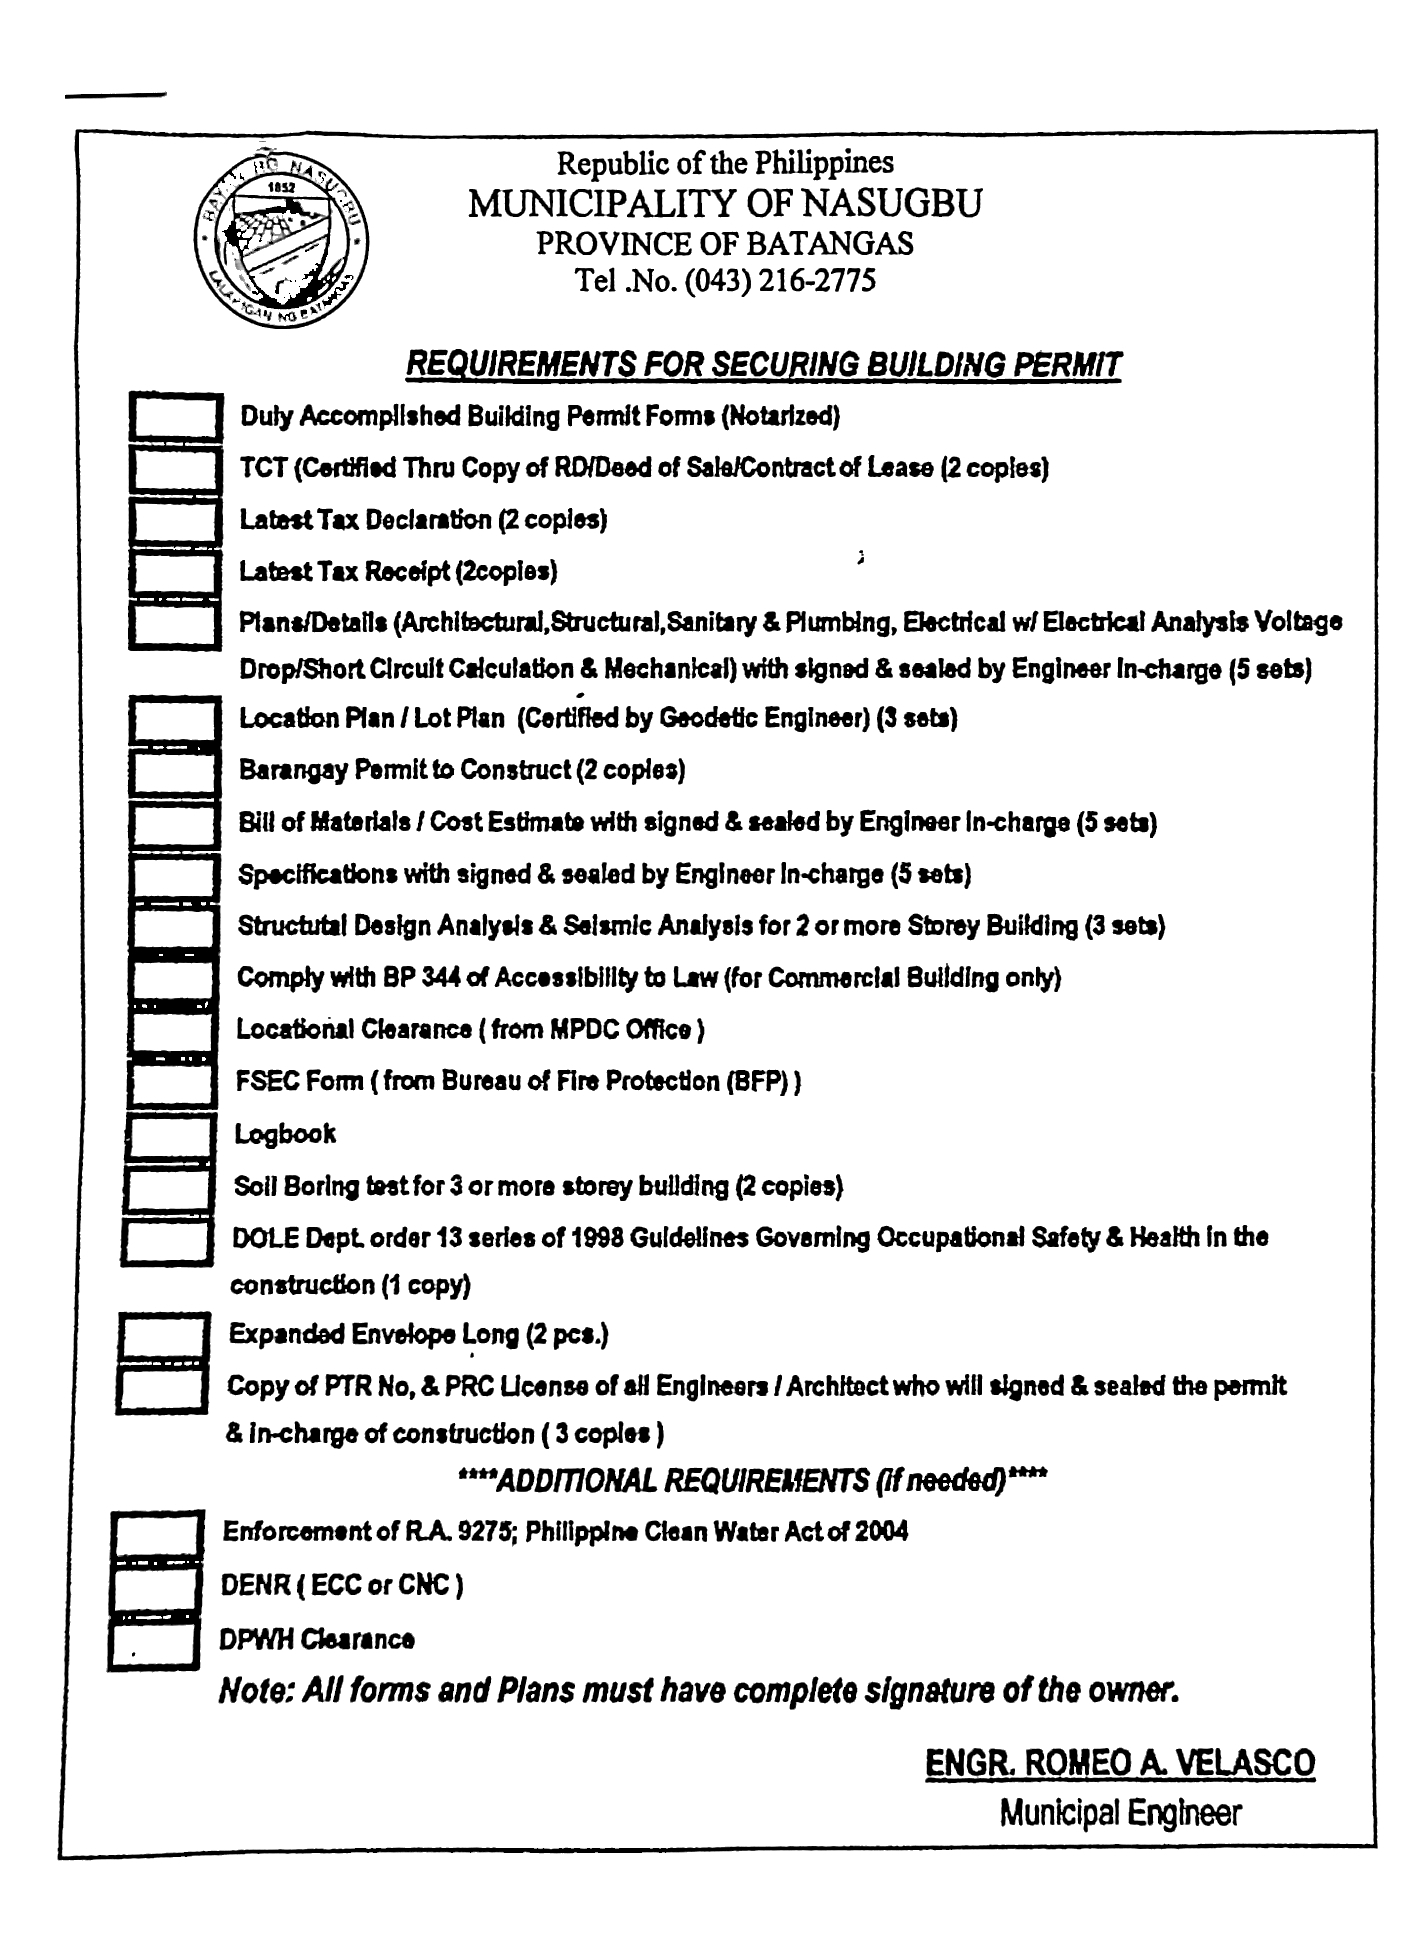 BAYAN NG NASUGBU
1852
LALAWIGAN NG BATANGAS
Republic of the Philippines
MUNICIPALITY OF NASUGBU
PROVINCE OF BATANGAS
Tel .No. (043) 216-2775
REQUIREMENTS FOR SECURING BUILDING PERMIT
Duly Accomplished Building Permit Forms (Notarized)
TCT (Certified Thru Copy of RD/Deed of Sale/Contract of Lease (2 copies)
Latest Tax Declaration (2 copies)
Latest Tax Receipt (2copies)
Plans/Details (Architectural,Structural,Sanitary & Plumbing, Electrical w/ Electrical Analysis Voltage
Drop/Short Circuit Calculation & Mechanical) with signed & sealed by Engineer In-charge (5 sets)
Location Plan / Lot Plan (Certified by Geodetic Engineer) (3 sets)
Barangay Permit to Construct (2 copies)
Bill of Materials / Cost Estimate with signed & sealed by Engineer In-charge (5 sets)
Specifications with signed & sealed by Engineer In-charge (5 sets)
Structutal Design Analysis & Seismic Analysis for 2 or more Storey Building (3 sets)
Comply with BP 344 of Accessibility to Law (for Commercial Building only)
Locational Clearance ( from MPDC Office )
FSEC Form ( from Bureau of Fire Protection (BFP) )
Logbook
Soil Boring test for 3 or more storey building (2 copies)
DOLE Dept. order 13 series of 1998 Guidelines Governing Occupational Safety & Health in the
construction (1 copy)
Expanded Envelope Long (2 pcs.)
Copy of PTR No, & PRC License of all Engineers / Architect who will signed & sealed the permit
& in-charge of construction ( 3 copies )
****ADDITIONAL REQUIREMENTS (if needed)****
Enforcement of R.A. 9275; Philippine Clean Water Act of 2004
DENR ( ECC or CNC )
DPWH Clearance
Note: All forms and Plans must have complete signature of the owner.
ENGR. ROMEO A. VELASCO
Municipal Engineer